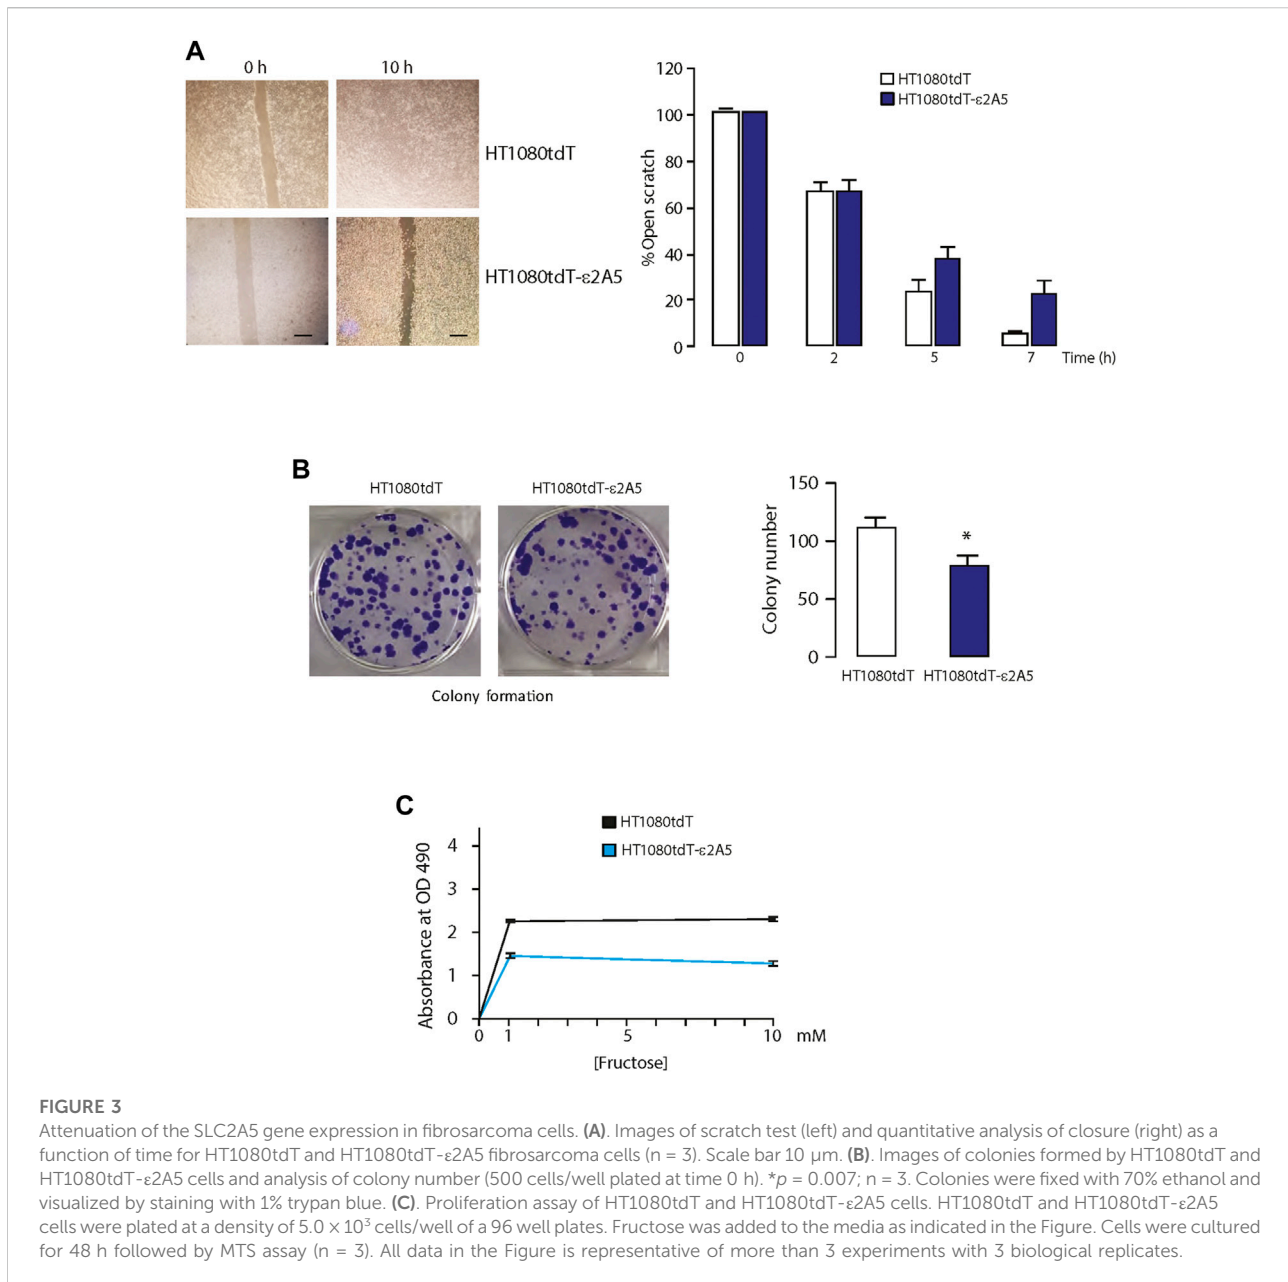 A
0 h
10 h
HT1080tdT
HT1080tdT-ε2A5
120
100
80
60
40
20
0
%Open scratch
HT1080tdT
HT1080tdT-ε2A5
0
2
5
7
Time (h)
B
HT1080tdT
HT1080tdT-ε2A5
Colony formation
150
100
50
0
Colony number
*
HT1080tdT
HT1080tdT-ε2A5
C
HT1080tdT
HT1080tdT-ε2A5
4
3
2
1
0
Absorbance at OD 490
0
1
5
10
mM
[Fructose]
FIGURE 3
Attenuation of the SLC2A5 gene expression in fibrosarcoma cells. (A). Images of scratch test (left) and quantitative analysis of closure (right) as a
function of time for HT1080tdT and HT1080tdT-ε2A5 fibrosarcoma cells (n = 3). Scale bar 10 µm. (B). Images of colonies formed by HT1080tdT and
HT1080tdT-ε2A5 cells and analysis of colony number (500 cells/well plated at time 0 h). *p = 0.007; n = 3. Colonies were fixed with 70% ethanol and
visualized by staining with 1% trypan blue. (C). Proliferation assay of HT1080tdT and HT1080tdT-ε2A5 cells. HT1080tdT and HT1080tdT-ε2A5
cells were plated at a density of 5.0 × 10³ cells/well of a 96 well plates. Fructose was added to the media as indicated in the Figure. Cells were cultured
for 48 h followed by MTS assay (n = 3). All data in the Figure is representative of more than 3 experiments with 3 biological replicates.